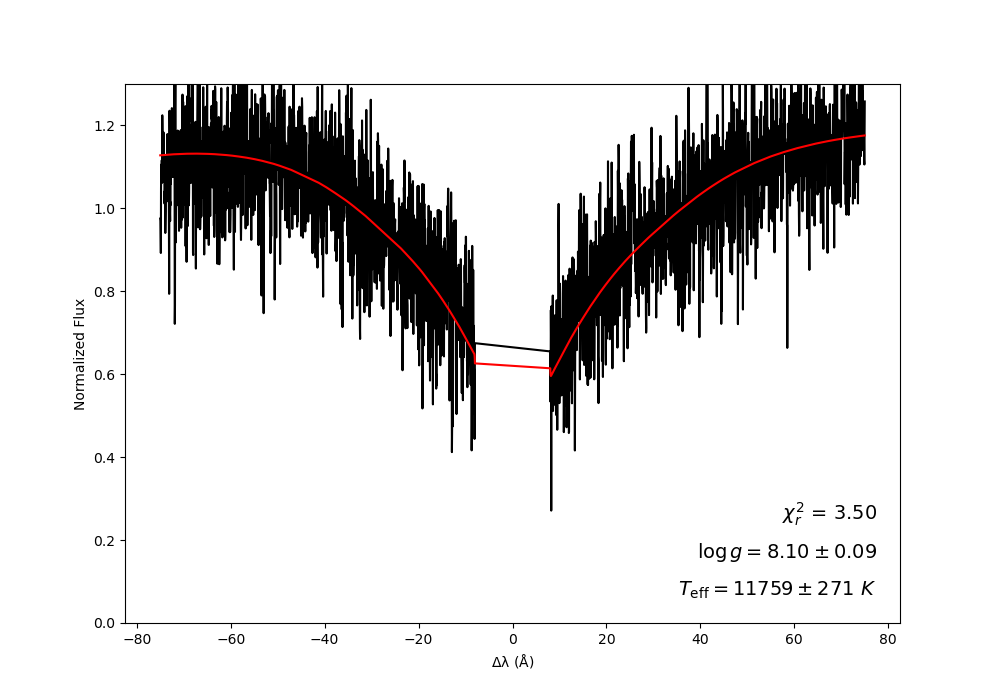 1.2
1.0
0.8
0.6
0.4
0.2
0.0
Normalized Flux
χ²ᵣ = 3.50
log g = 8.10 ± 0.09
T_eff = 11759 ± 271 K
−80 −60 −40 −20 0 20 40 60 80
Δλ (Å)